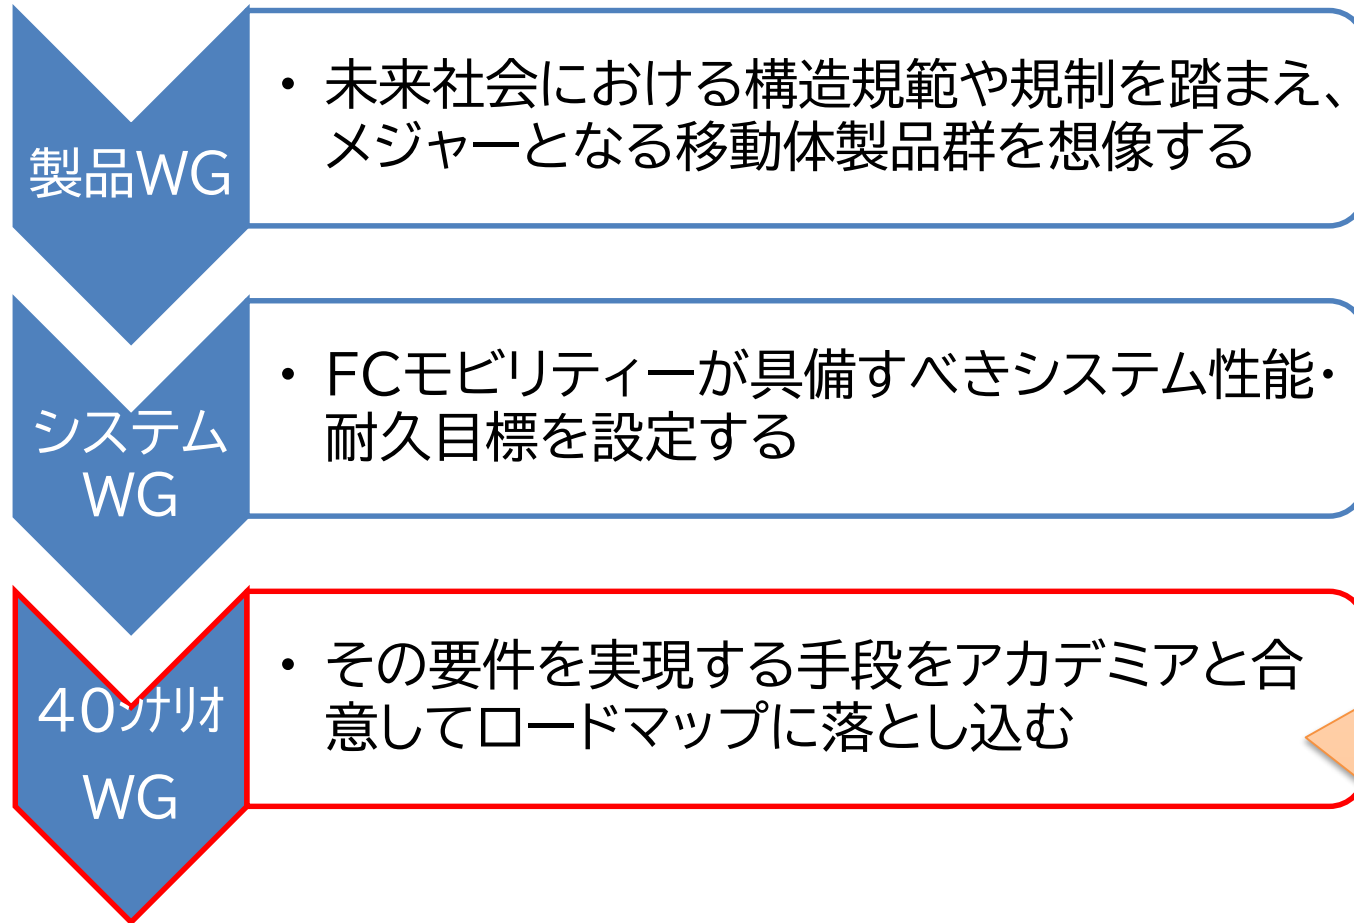 製品WG
・ 未来社会における構造規範や規制を踏まえ、
メジャーとなる移動体製品群を想像する
システム
WG
・ FCモビリティーが具備すべきシステム性能・
耐久目標を設定する
４０ｼﾅﾘｵ
WG
・ その要件を実現する手段をアカデミアと合
意してロードマップに落とし込む